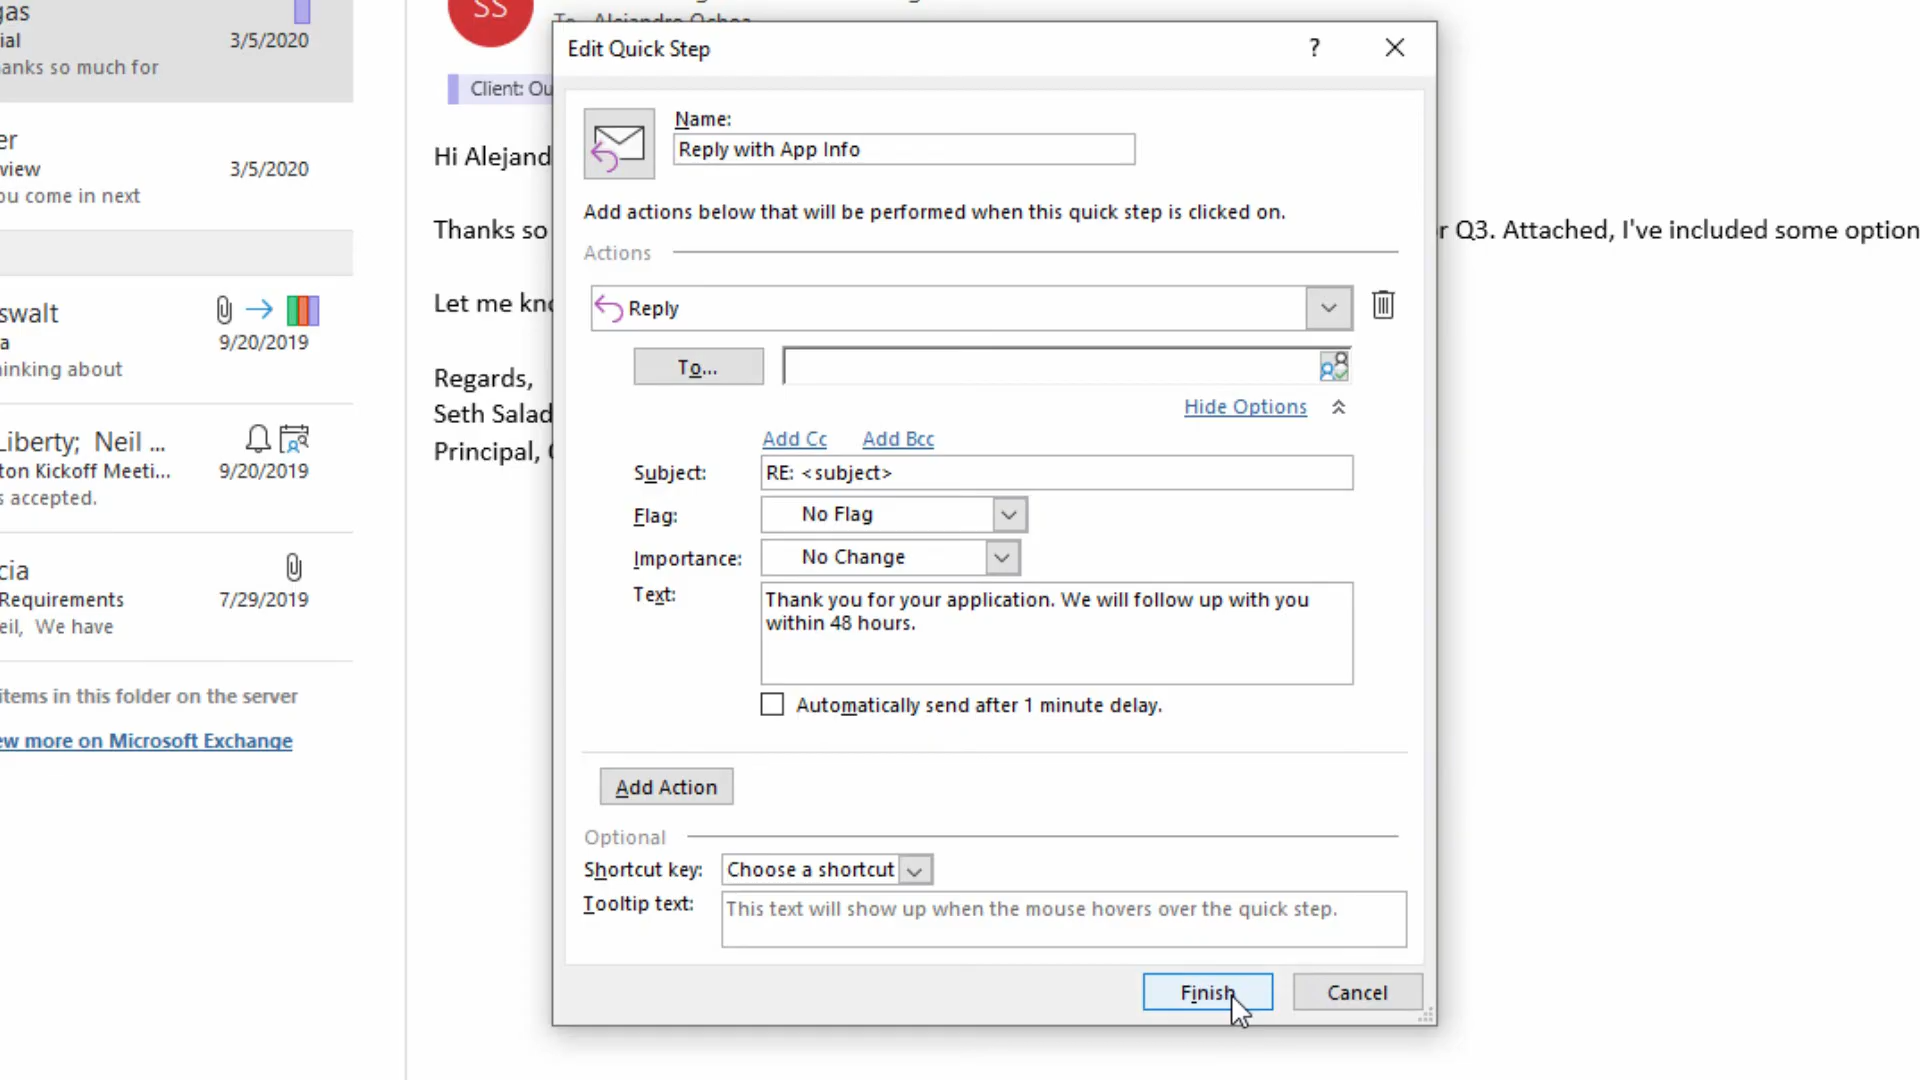 gas
ial
3/5/2020
anks so much for
er
view
3/5/2020
ou come in next
swalt
a
9/20/2019
inking about
Liberty; Neil ...
ton Kickoff Meeti...
9/20/2019
s accepted.
cia
Requirements
7/29/2019
eil, We have
items in this folder on the server
ew more on Microsoft Exchange
SS
To Alejandro Ochoa
Client: Ou
Hi Alejand
Thanks so
r Q3. Attached, I've included some option
Let me kno
Regards,
Seth Salad
Principal,
Edit Quick Step
?
Name:
Reply with App Info
Add actions below that will be performed when this quick step is clicked on.
Actions
Reply
To...
Hide Options
Add Cc Add Bcc
Subject: RE: <subject>
Flag: No Flag
Importance: No Change
Text: Thank you for your application. We will follow up with you
within 48 hours.
Automatically send after 1 minute delay.
Add Action
Optional
Shortcut key: Choose a shortcut
Tooltip text: This text will show up when the mouse hovers over the quick step.
Finish Cancel